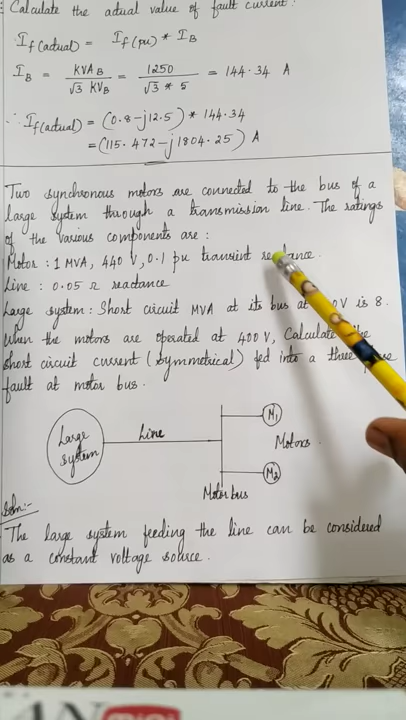 Calculate the actual value of fault current.
If(actual) = If(pu) * IB
IB = KVAB / √3 KVB = 1250 / √3 * 5 = 144.34 A
∴ If(actual) = (0.8 - j12.5) * 144.34
= (115.472 - j1804.25) A
Two synchronous motors are connected to the bus of a
large system through a transmission line. The ratings
of the various components are :
Motor : 1 MVA, 440 V, 0.1 pu transient
Line : 0.05 Ω reactance
Large system : Short circuit MVA at its bus at V is 8.
When the motors are operated at 400 V, Calculate
short circuit current (symmetrical) fed into a three
fault at motor bus.
Large
system
Line
M1
Motors.
M2
Motor bus
Soln:-
The large system feeding the line can be considered
as a constant voltage source.